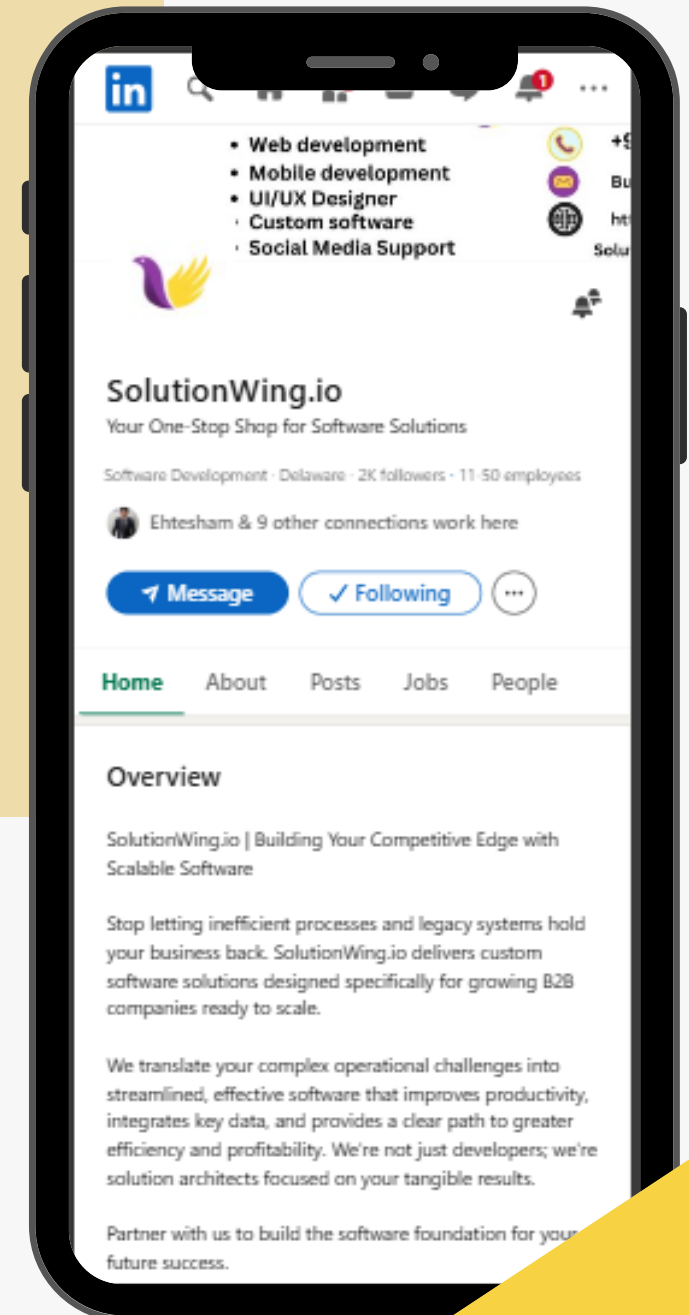 in
1
• Web development
• Mobile development
• UI/UX Designer
· Custom software
· Social Media Support
SolutionWing.io
Your One-Stop Shop for Software Solutions
Software Development · Delaware · 2K followers · 11-50 employees
Ehtesham & 9 other connections work here
Message
Following
Home About Posts Jobs People
Overview
SolutionWing.io | Building Your Competitive Edge with
Scalable Software
Stop letting inefficient processes and legacy systems hold
your business back. SolutionWing.io delivers custom
software solutions designed specifically for growing B2B
companies ready to scale.
We translate your complex operational challenges into
streamlined, effective software that improves productivity,
integrates key data, and provides a clear path to greater
efficiency and profitability. We're not just developers; we're
solution architects focused on your tangible results.
Partner with us to build the software foundation for your
future success.